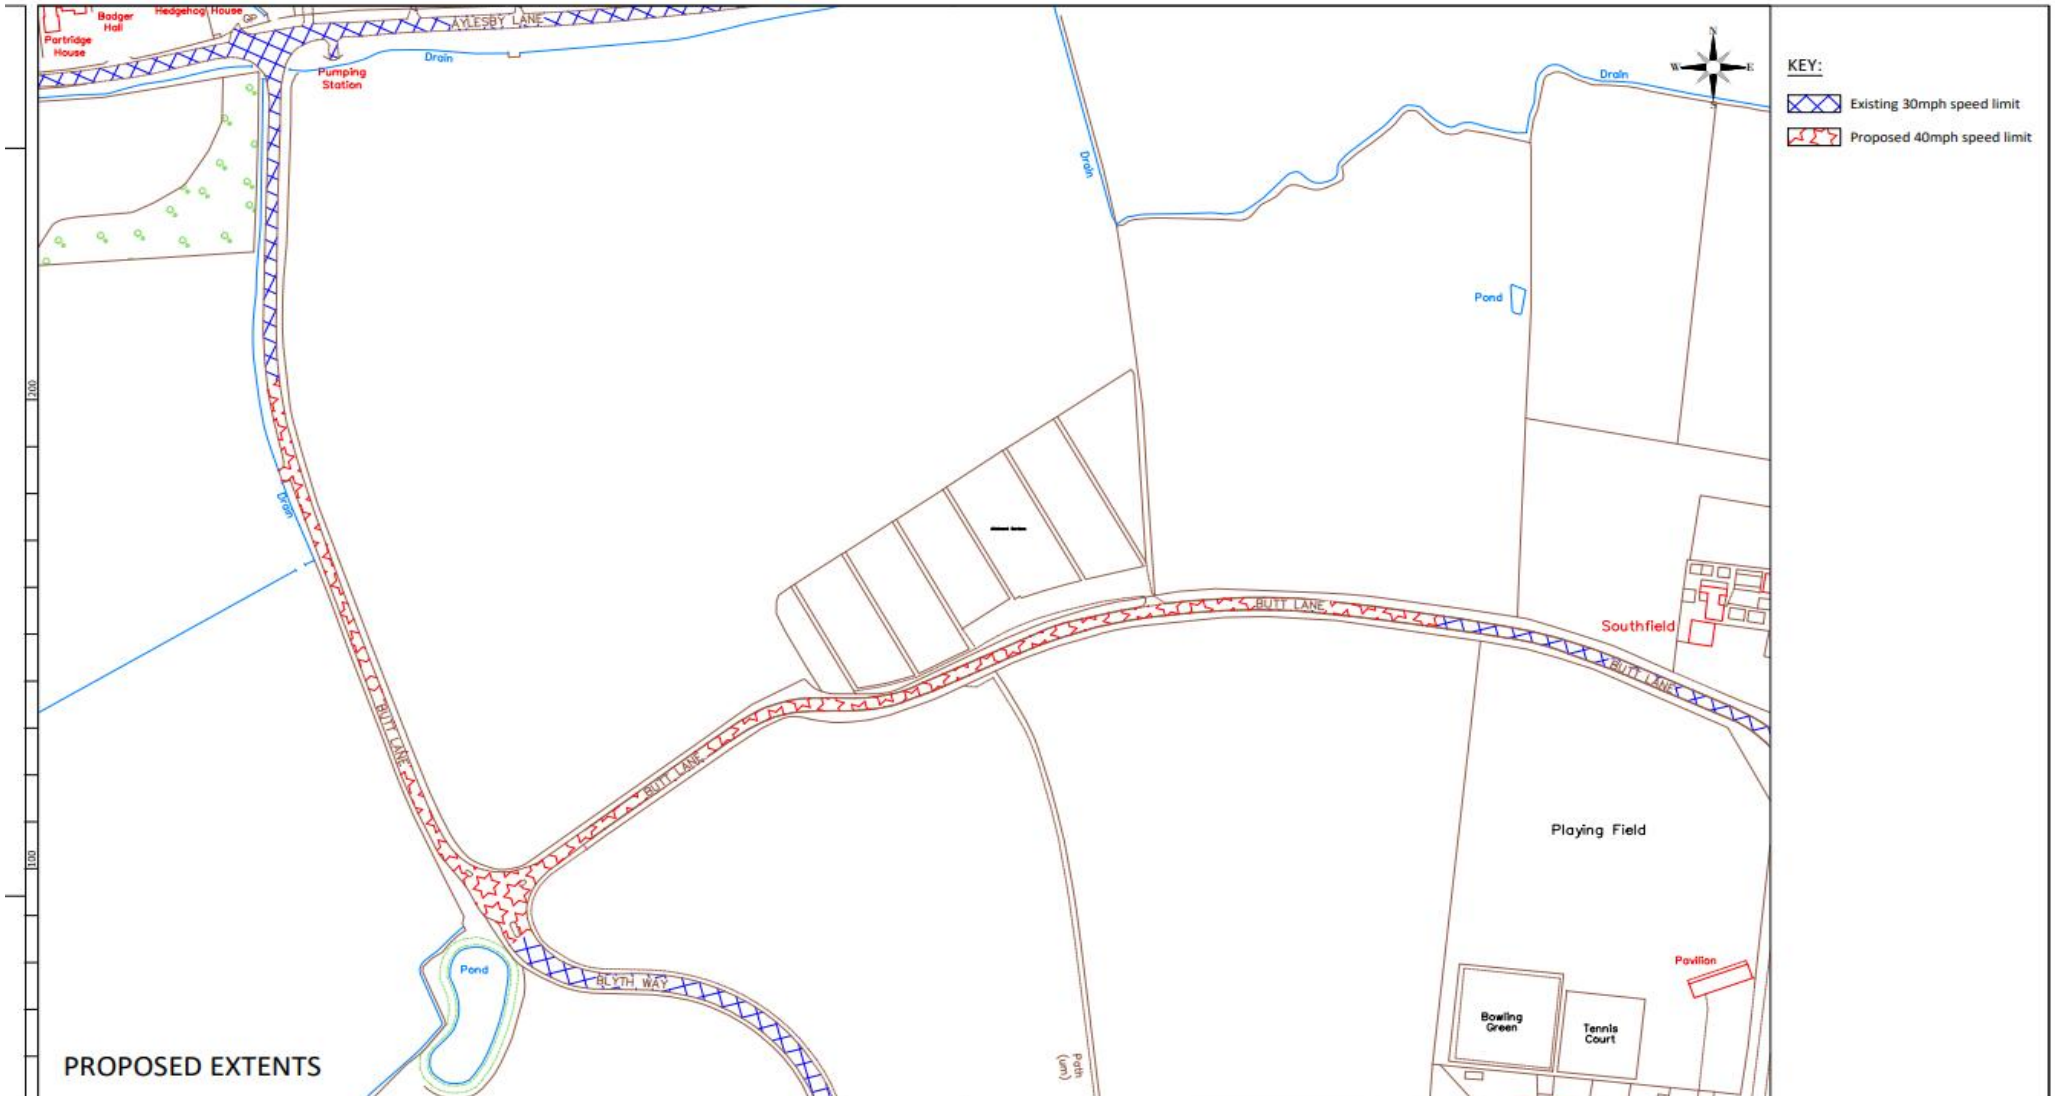 Hedgehog House
GP
AYLESBY LANE
Badger
Hall
Partridge
House
Pumping
Station
Drain
N
W
E
S
Drain
KEY:
Existing 30mph speed limit
Proposed 40mph speed limit
Drain
Pond
200
Drain
BUTT LANE
Southfield
BUTT LANE
BUTT LANE
BUTT LANE
Playing Field
100
Pond
BLYTH WAY
Pavilion
Bowling
Green
Tennis
Court
Path
(um)
PROPOSED EXTENTS